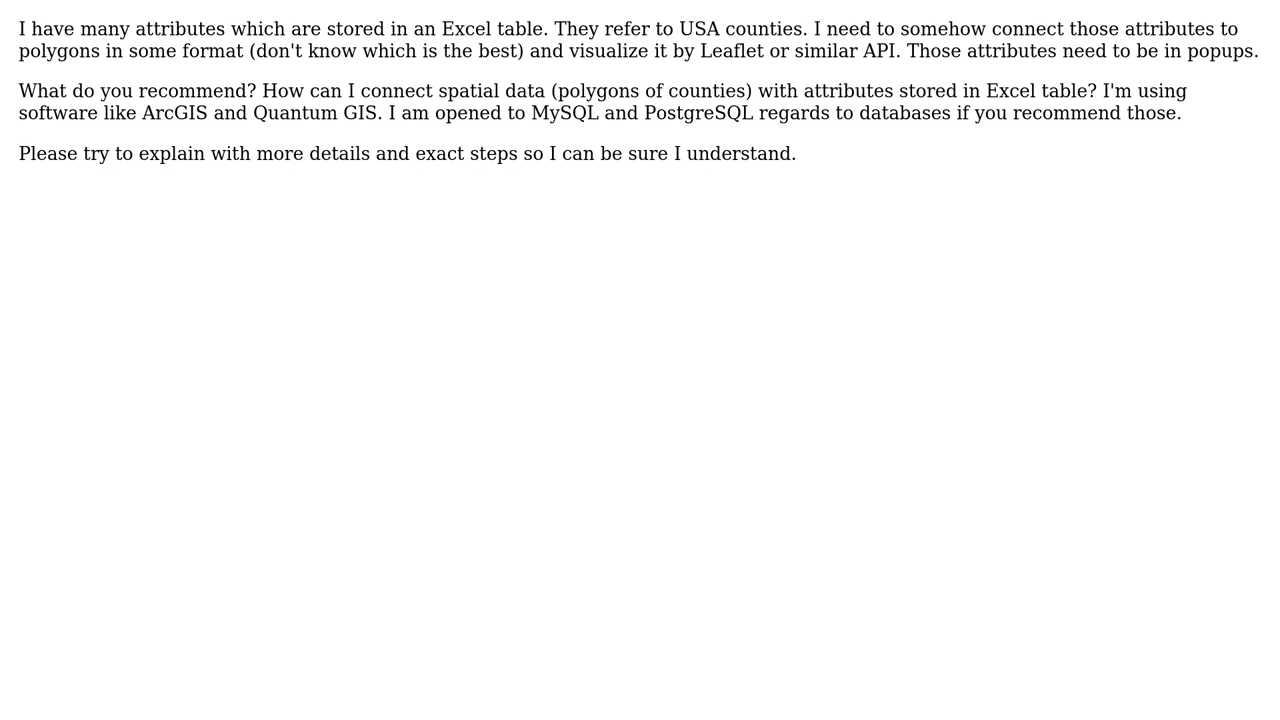 I have many attributes which are stored in an Excel table. They refer to USA counties. I need to somehow connect those attributes to
polygons in some format (don't know which is the best) and visualize it by Leaflet or similar API. Those attributes need to be in popups.
What do you recommend? How can I connect spatial data (polygons of counties) with attributes stored in Excel table? I'm using
software like ArcGIS and Quantum GIS. I am opened to MySQL and PostgreSQL regards to databases if you recommend those.
Please try to explain with more details and exact steps so I can be sure I understand.